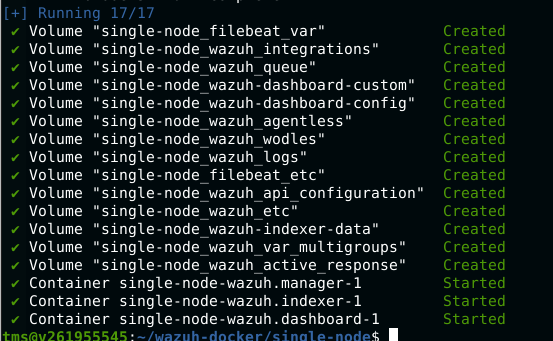 [+] Running 17/17
✔ Volume "single-node_filebeat_var" Created
✔ Volume "single-node_wazuh_integrations" Created
✔ Volume "single-node_wazuh_queue" Created
✔ Volume "single-node_wazuh-dashboard-custom" Created
✔ Volume "single-node_wazuh-dashboard-config" Created
✔ Volume "single-node_wazuh_agentless" Created
✔ Volume "single-node_wazuh_wodles" Created
✔ Volume "single-node_wazuh_logs" Created
✔ Volume "single-node_filebeat_etc" Created
✔ Volume "single-node_wazuh_api_configuration" Created
✔ Volume "single-node_wazuh_etc" Created
✔ Volume "single-node_wazuh-indexer-data" Created
✔ Volume "single-node_wazuh_var_multigroups" Created
✔ Volume "single-node_wazuh_active_response" Created
✔ Container single-node-wazuh.manager-1 Started
✔ Container single-node-wazuh.indexer-1 Started
✔ Container single-node-wazuh.dashboard-1 Started
tms@v261955545:~/wazuh-docker/single-node$